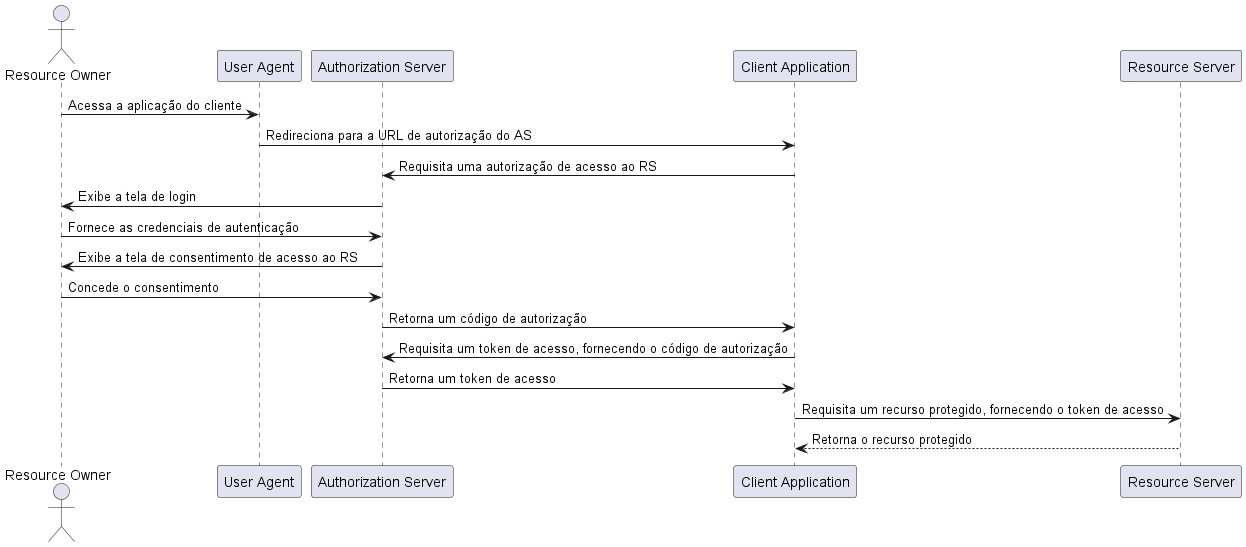 Resource Owner
User Agent
Authorization Server
Client Application
Resource Server
Acessa a aplicação do cliente
Redireciona para a URL de autorização do AS
Requisita uma autorização de acesso ao RS
Exibe a tela de login
Fornece as credenciais de autenticação
Exibe a tela de consentimento de acesso ao RS
Concede o consentimento
Retorna um código de autorização
Requisita um token de acesso, fornecendo o código de autorização
Retorna um token de acesso
Requisita um recurso protegido, fornecendo o token de acesso
Retorna o recurso protegido
Resource Owner
User Agent
Authorization Server
Client Application
Resource Server